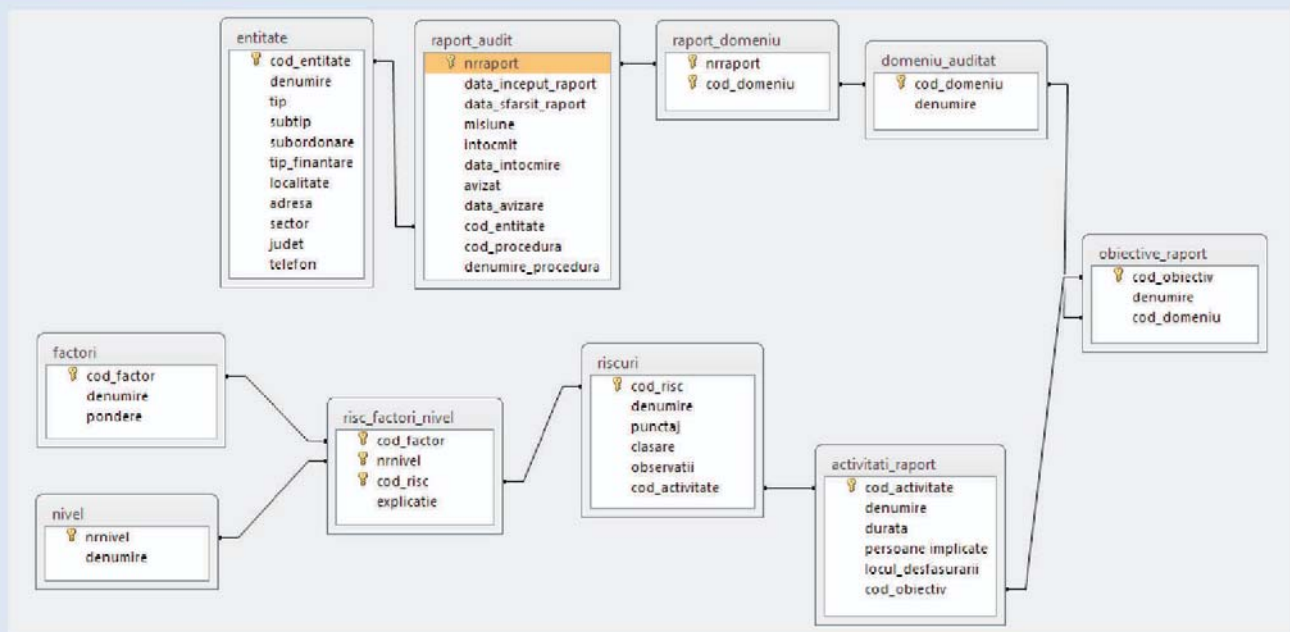 entitate
cod_entitate
denumire
tip
subtip
subordonare
tip_finantare
localitate
adresa
sector
judet
telefon
raport_audit
nrraport
data_inceput_raport
data_sfarsit_raport
misiune
intocmit
data_intocmire
avizat
data_avizare
cod_entitate
cod_procedura
denumire_procedura
raport_domeniu
nrraport
cod_domeniu
domeniu_auditat
cod_domeniu
denumire
obiective_raport
cod_obiectiv
denumire
cod_domeniu
factori
cod_factor
denumire
pondere
nivel
nrnivel
denumire
risc_factori_nivel
cod_factor
nrnivel
cod_risc
explicatie
riscuri
cod_risc
denumire
punctaj
clasare
observatii
cod_activitate
activitati_raport
cod_activitate
denumire
durata
persoane implicate
locul_desfasurarii
cod_obiectiv